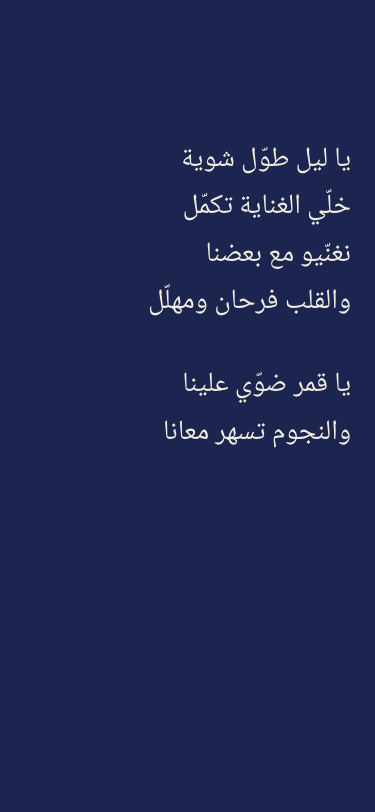 يا ليل طوّل شوية
خلّي الغناية تكمّل
نغنّيو مع بعضنا
والقلب فرحان ومهلّل
يا قمر ضوّي علينا
والنجوم تسهر معانا